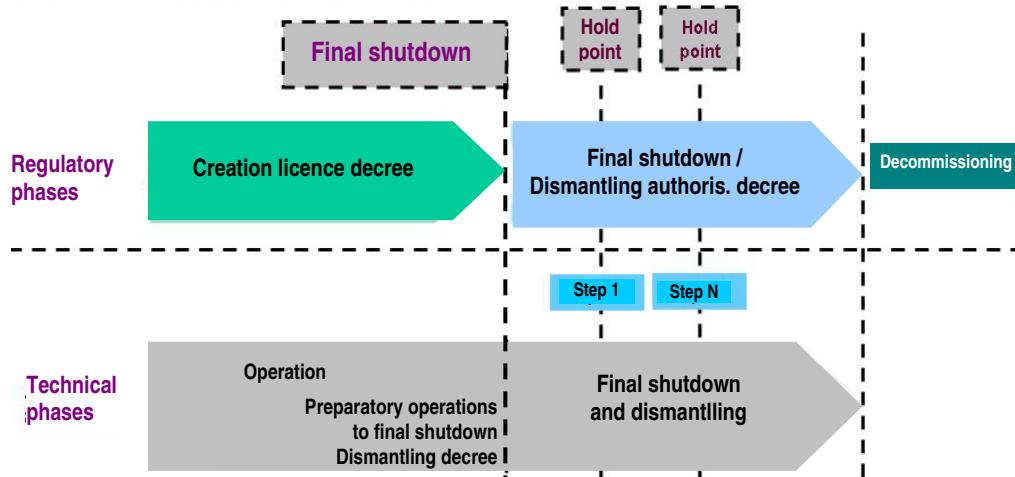 Final shutdown
Hold
point
Hold
point
Regulatory
phases
Creation licence decree
Final shutdown /
Dismantling authoris. decree
Decommissioning
Step 1
Step N
Technical
phases
Operation
Preparatory operations
to final shutdown
Dismantling decree
Final shutdown
and dismantlling